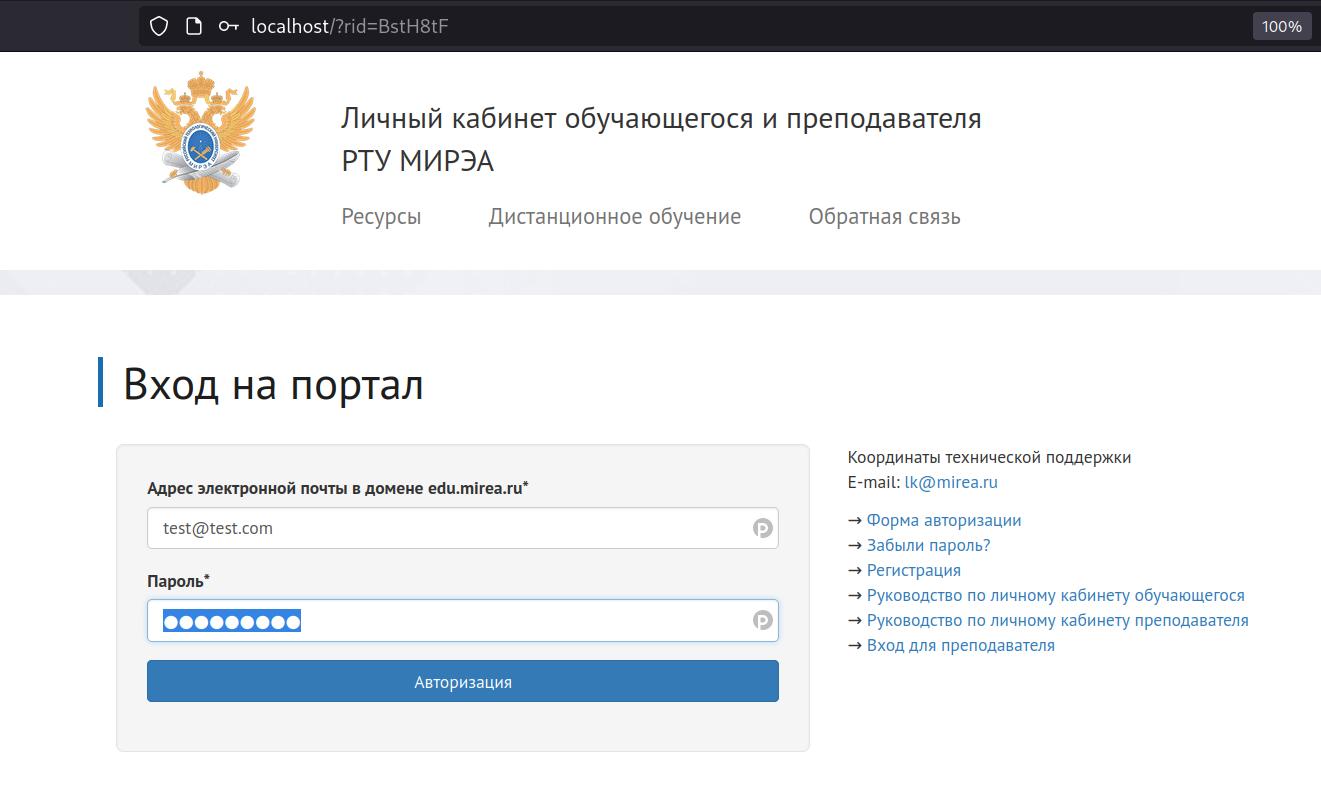 localhost/?rid=BstH8tF
100%
Личный кабинет обучающегося и преподавателя
РТУ МИРЭА
Ресурсы Дистанционное обучение Обратная связь
Вход на портал
Адрес электронной почты в домене edu.mirea.ru*
test@test.com
Пароль*
Авторизация
Координаты технической поддержки
E-mail: lk@mirea.ru
→ Форма авторизации
→ Забыли пароль?
→ Регистрация
→ Руководство по личному кабинету обучающегося
→ Руководство по личному кабинету преподавателя
→ Вход для преподавателя